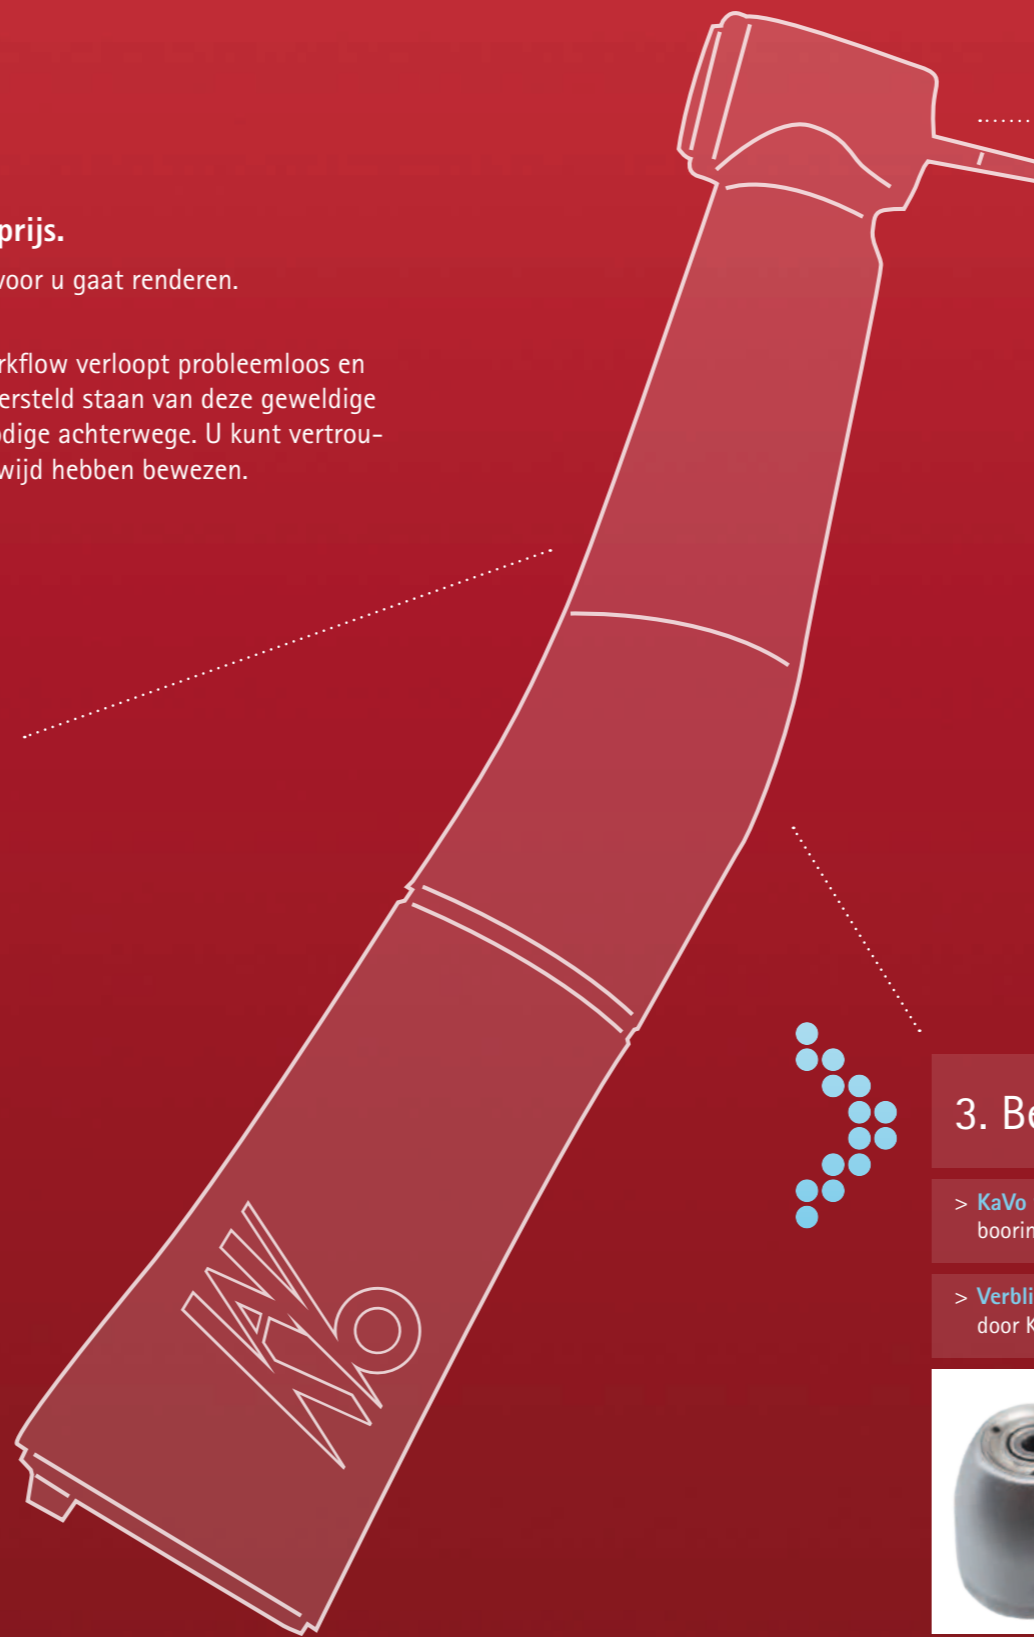 prijs.
voor u gaat renderen.
rkflow verloopt probleemloos en
ersteld staan van deze geweldige
odige achterwege. U kunt vertrou-
wijd hebben bewezen.
KAVO
3. Be
> KaVo
boorin
> Verbli
door K